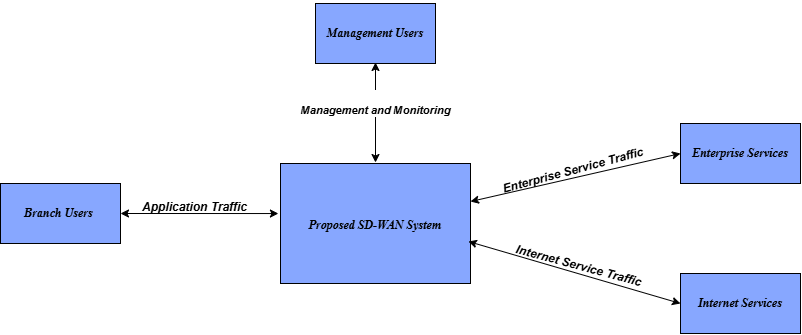 Management Users
Management and Monitoring
Enterprise Service Traffic
Enterprise Services
Branch Users
Application Traffic
Proposed SD-WAN System
Internet Service Traffic
Internet Services